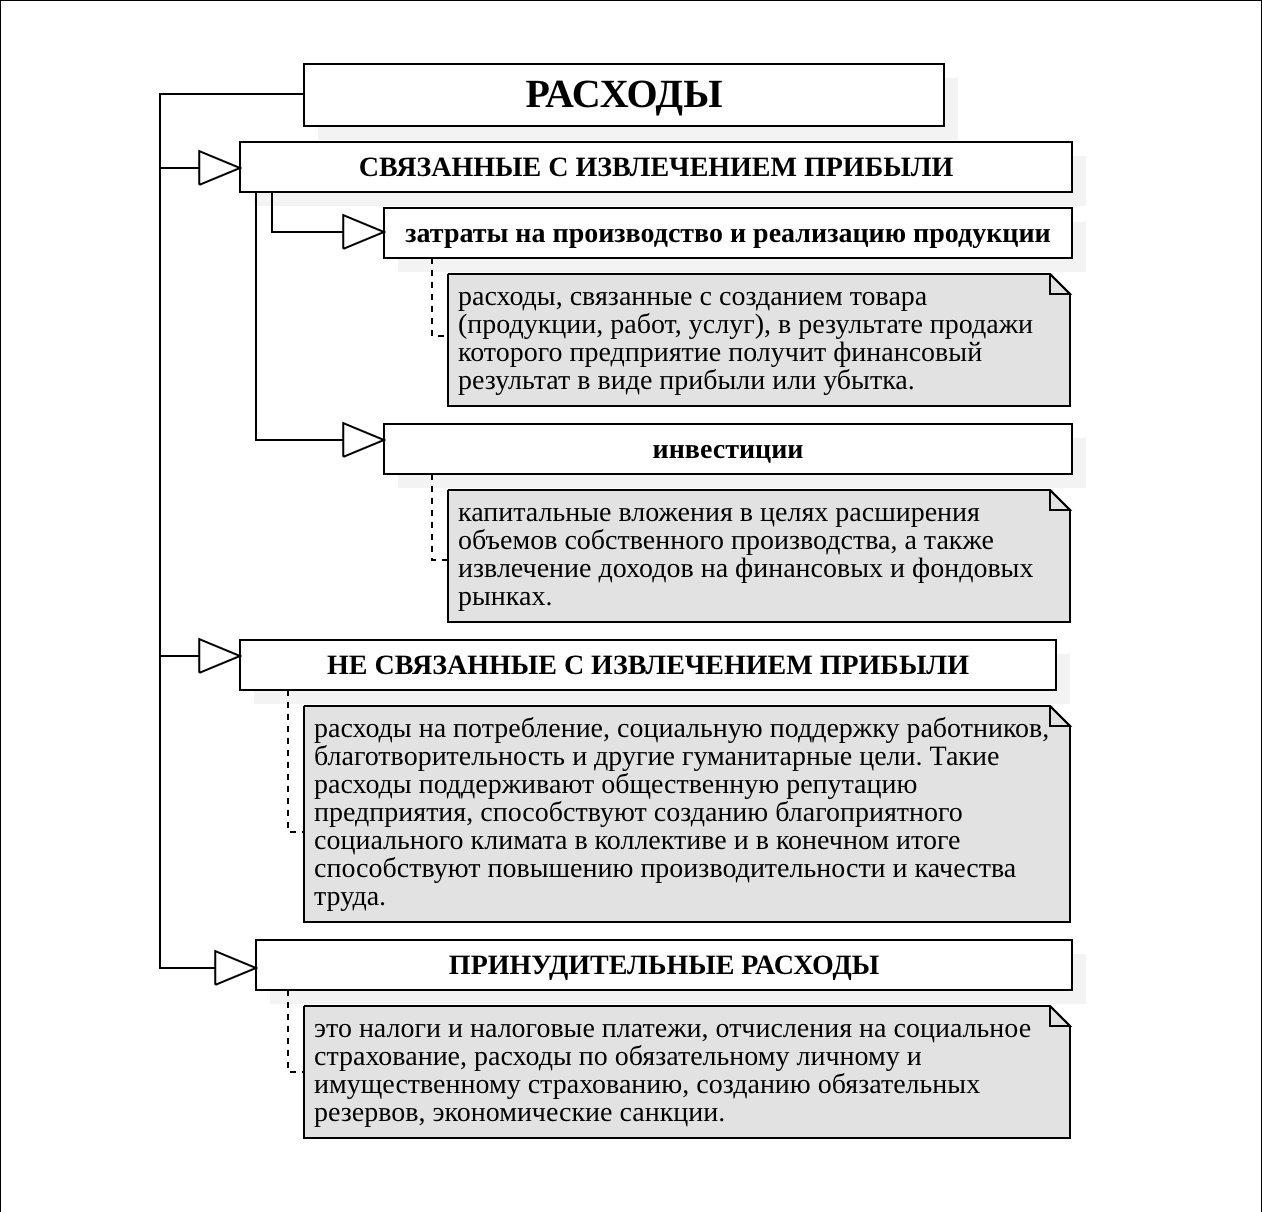 РАСХОДЫ
СВЯЗАННЫЕ С ИЗВЛЕЧЕНИЕМ ПРИБЫЛИ
затраты на производство и реализацию продукции
расходы, связанные с созданием товара
(продукции, работ, услуг), в результате продажи
которого предприятие получит финансовый
результат в виде прибыли или убытка.
инвестиции
капитальные вложения в целях расширения
объемов собственного производства, а также
извлечение доходов на финансовых и фондовых
рынках.
НЕ СВЯЗАННЫЕ С ИЗВЛЕЧЕНИЕМ ПРИБЫЛИ
расходы на потребление, социальную поддержку работников,
благотворительность и другие гуманитарные цели. Такие
расходы поддерживают общественную репутацию
предприятия, способствуют созданию благоприятного
социального климата в коллективе и в конечном итоге
способствуют повышению производительности и качества
труда.
ПРИНУДИТЕЛЬНЫЕ РАСХОДЫ
это налоги и налоговые платежи, отчисления на социальное
страхование, расходы по обязательному личному и
имущественному страхованию, созданию обязательных
резервов, экономические санкции.